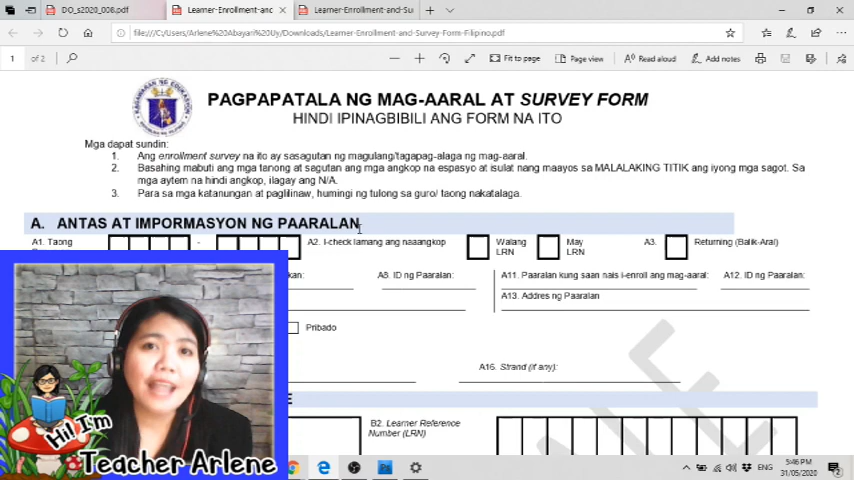 DO_s2020_008.pdf
Learner-Enrollment-and-
Learner-Enrollment-and-Su
file:///C:/Users/Arlene%20Abayari%20Uy/Downloads/Learner-Enrollment-and-Survey-Form-Filipino.pdf
1 of 2
Fit to page
Page view
Read aloud
Add notes
PAGPAPATALA NG MAG-AARAL AT SURVEY FORM
HINDI IPINAGBIBILI ANG FORM NA ITO
Mga dapat sundin:
1. Ang enrollment survey na ito ay sasagutan ng magulang/tagapag-alaga ng mag-aaral.
2. Basahing mabuti ang mga tanong at sagutan ang mga angkop na espasyo at isulat nang maayos sa MALALAKING TITIK ang iyong mga sagot. Sa
mga aytem na hindi angkop, ilagay ang N/A.
3. Para sa mga katanungan at paglilinaw, humingi ng tulong sa guro/ taong nakatalaga.
A. ANTAS AT IMPORMASYON NG PAARALAN
A1. Taong
-
A2. I-check lamang ang naaangkop
Walang
LRN
May
LRN
A3.
Returning (Balik-Aral)
kan:
A8. ID ng Paaralan:
A11. Paaralan kung saan nais i-enroll ang mag-aaral:
A12. ID ng Paaralan:
A13. Addres ng Paaralan
Pribado
A16. Strand (if any):
E
B2. Learner Reference
Number (LRN)
Hi! I'm
Teacher Arlene
ENG
5:46 PM
31/05/2020
2